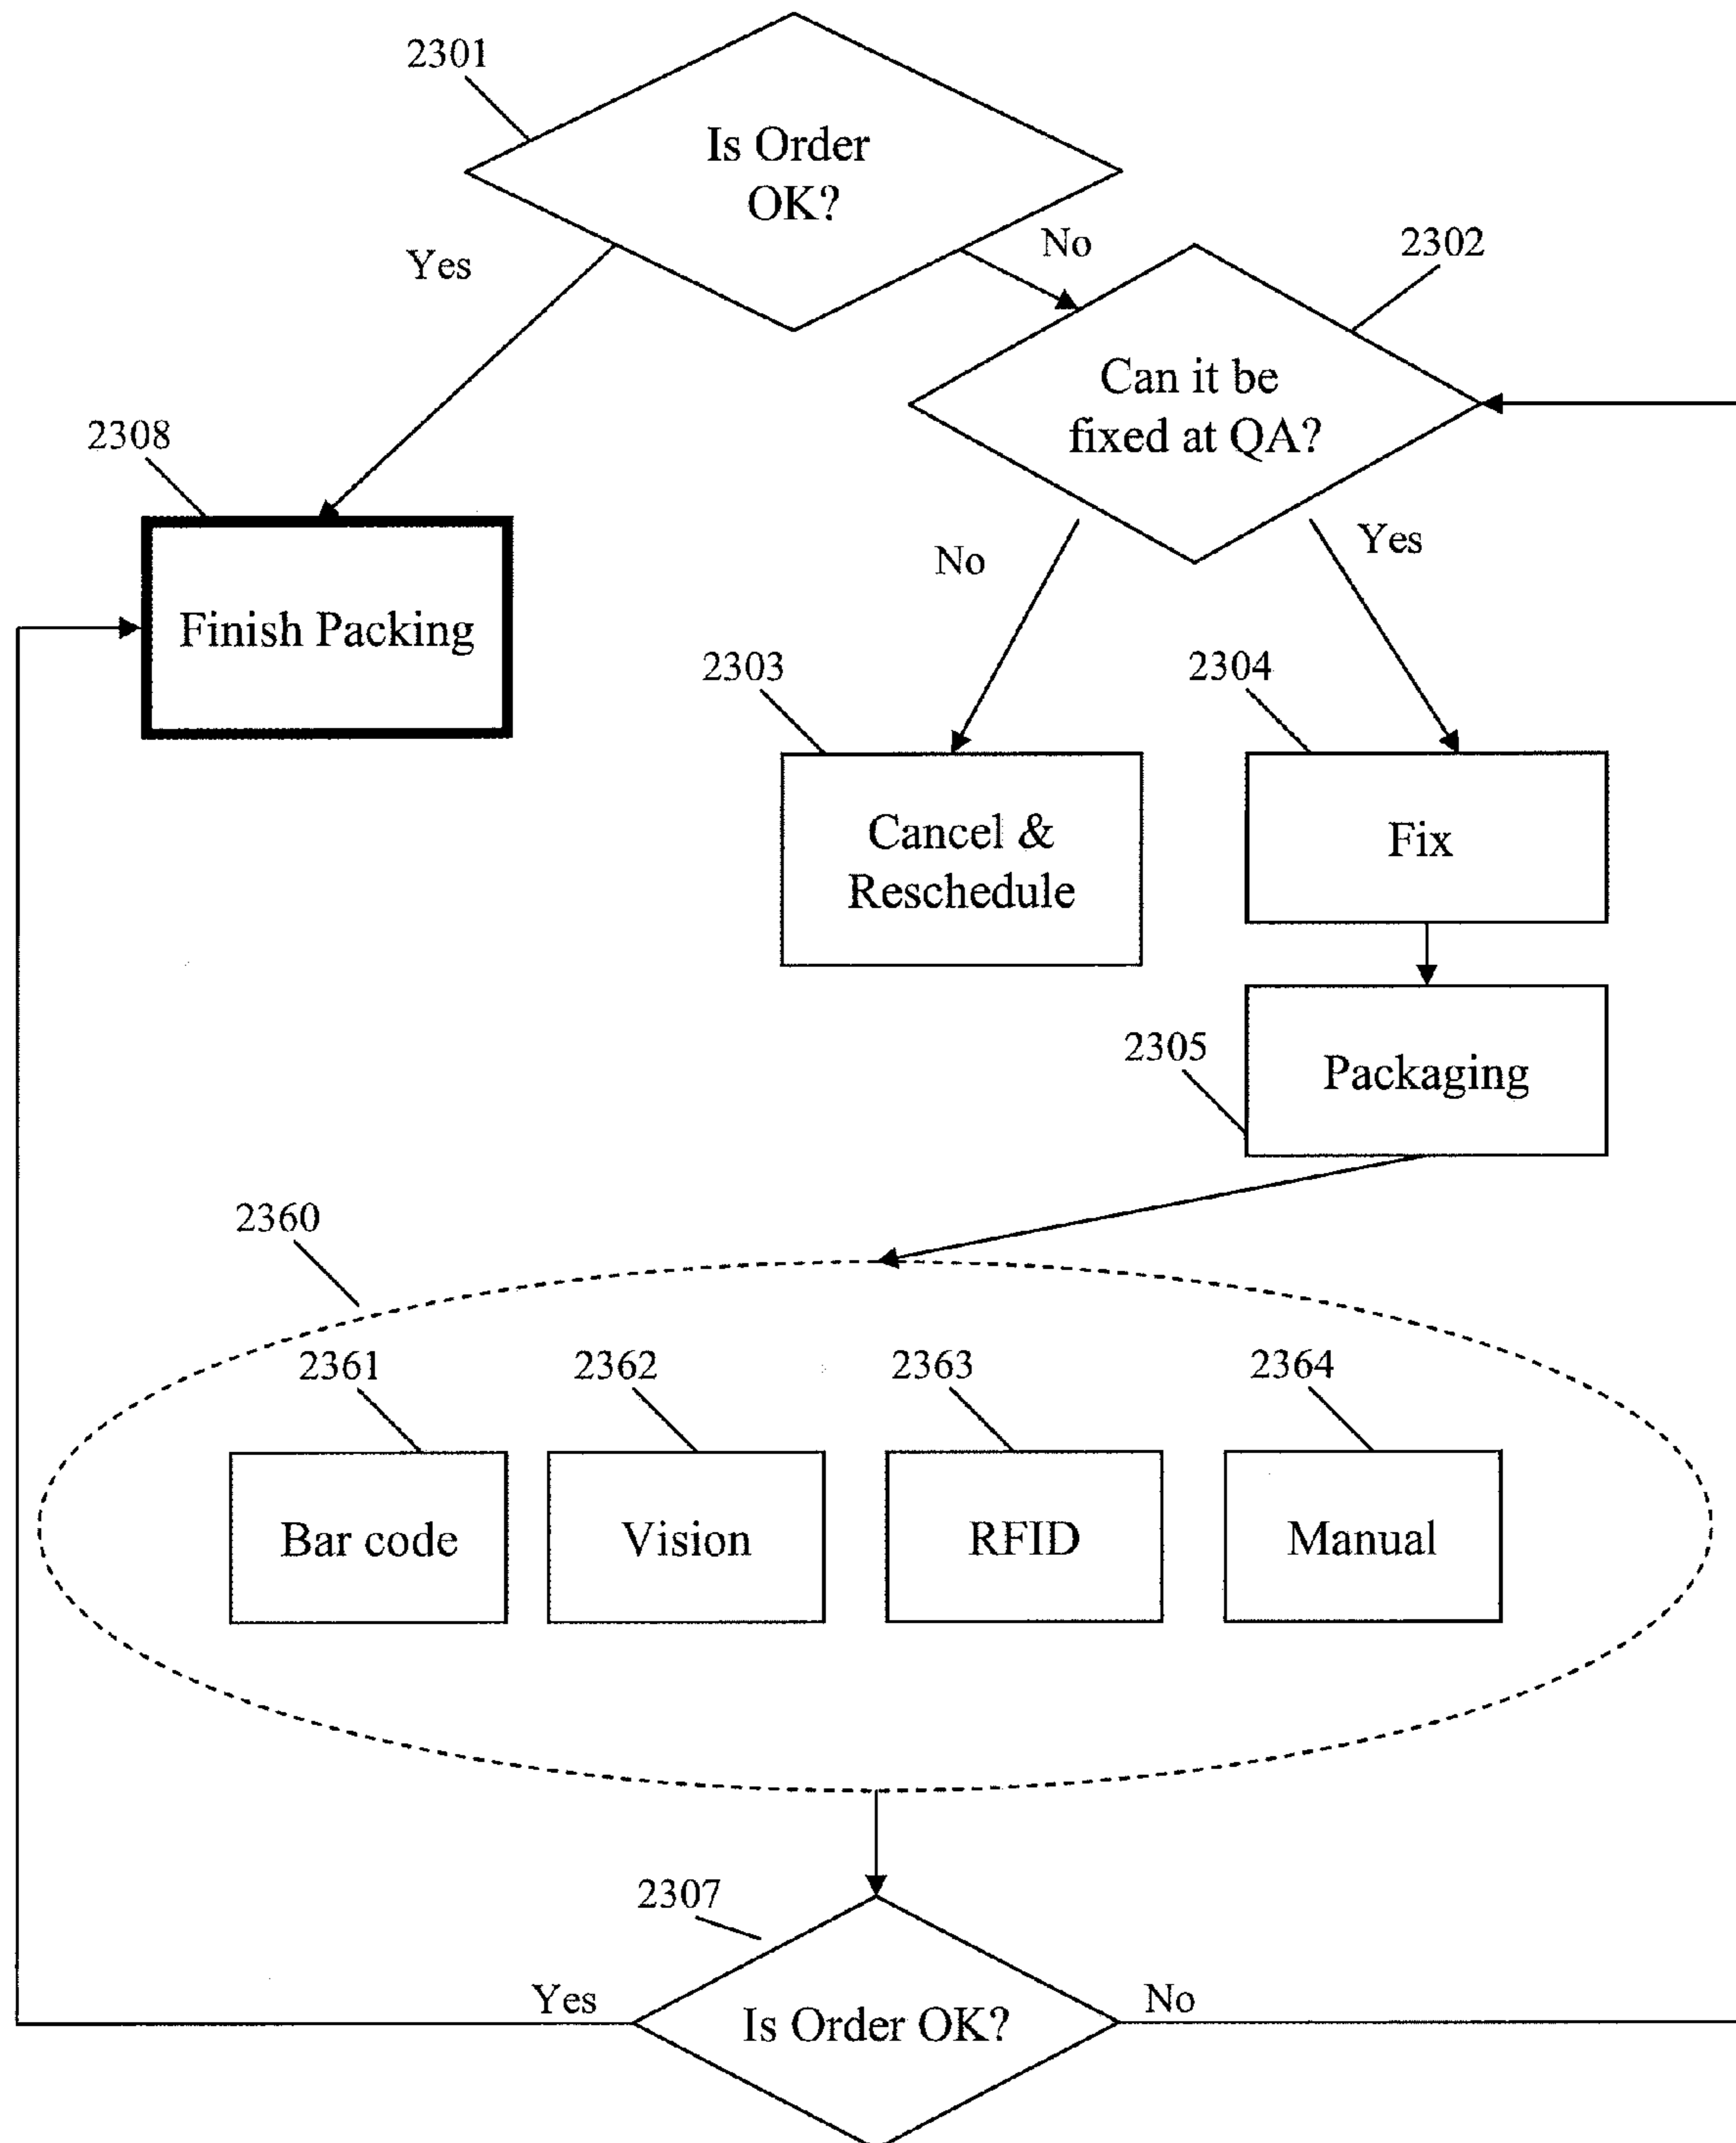 2301
Is Order
OK?
Yes
No
2302
Can it be
fixed at QA?
2308
Finish Packing
No
Yes
2303
2304
Cancel &
Reschedule
Fix
2305
Packaging
2360
2361
2362
2363
2364
Bar code
Vision
RFID
Manual
2307
Yes
Is Order OK?
No